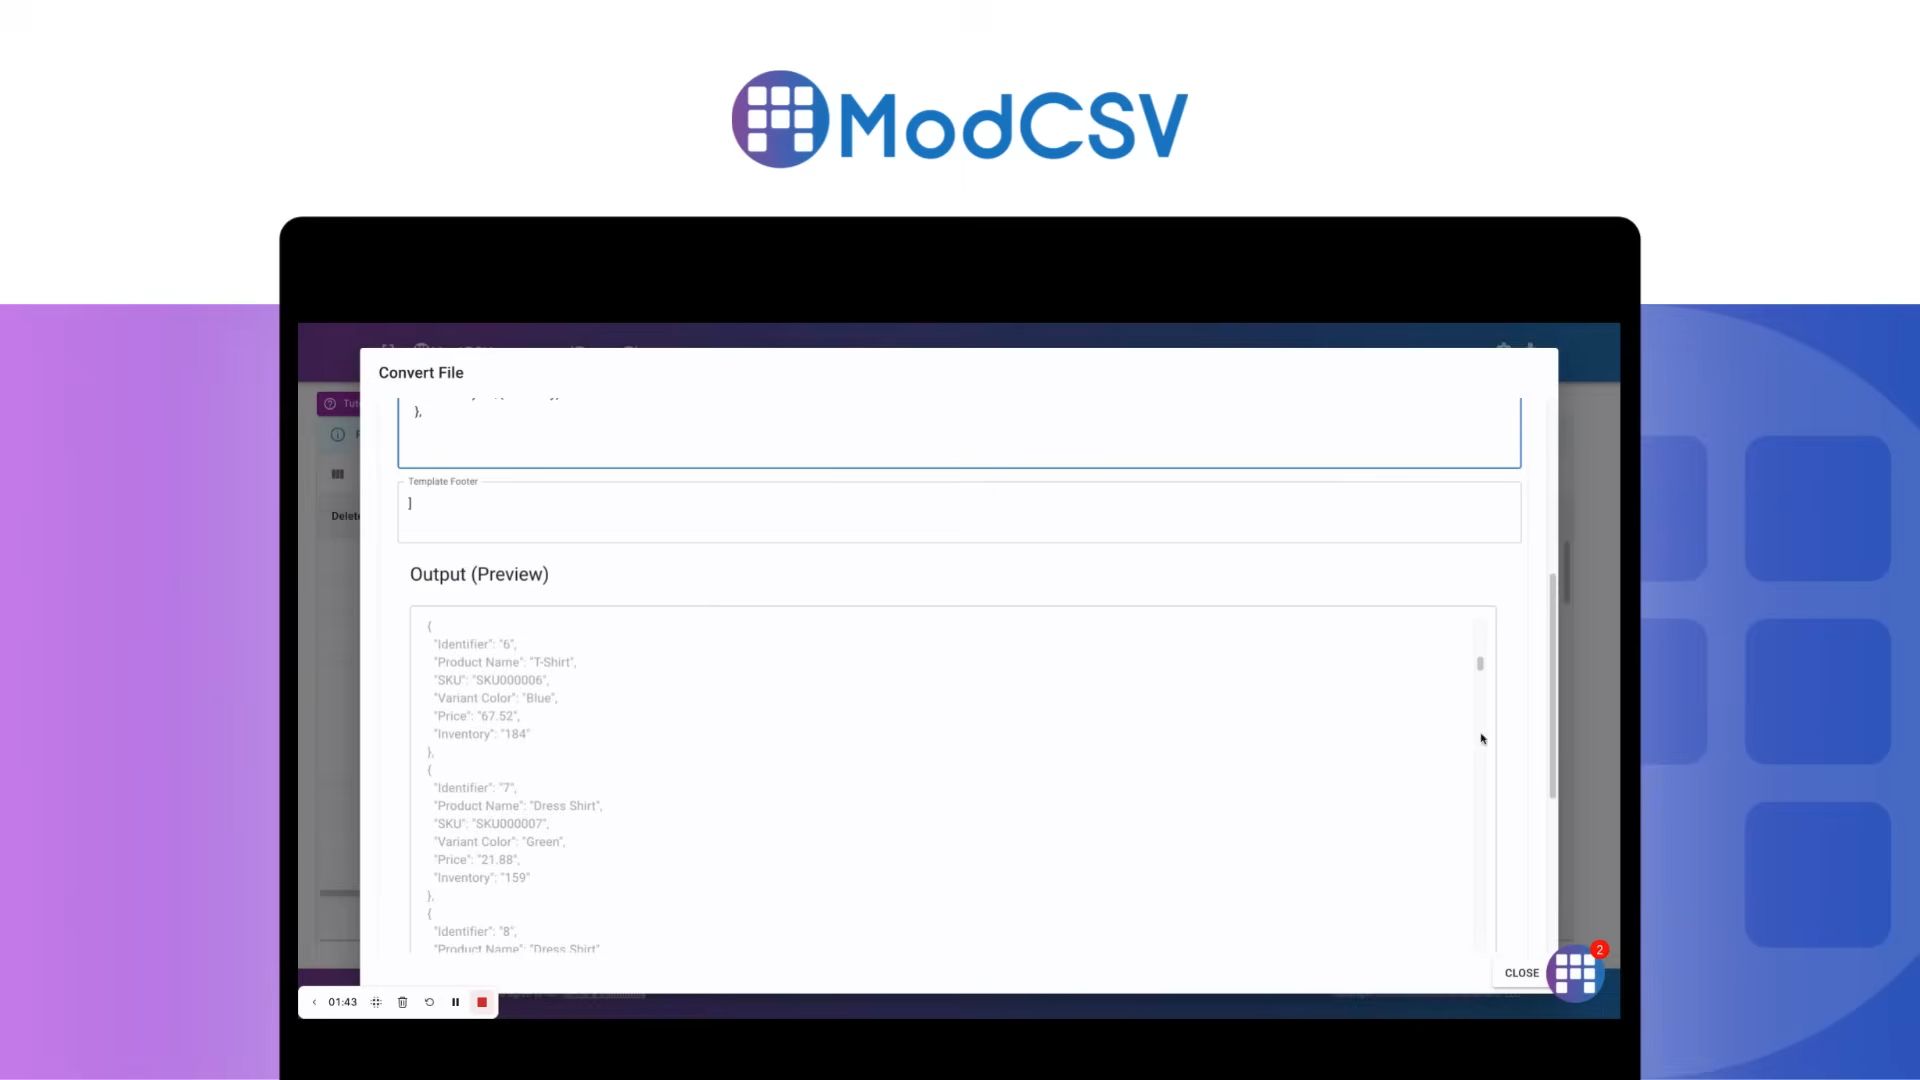 ModCSV
Convert File
},
Template Footer
]
Output (Preview)
{
"Identifier": "6",
"Product Name": "T-Shirt",
"SKU": "SKU000006",
"Variant Color": "Blue",
"Price": "67.52",
"Inventory": "184"
},
{
"Identifier": "7",
"Product Name": "Dress Shirt",
"SKU": "SKU000007",
"Variant Color": "Green",
"Price": "21.88",
"Inventory": "159"
},
{
"Identifier": "8",
"Product Name": "Dress Shirt"
CLOSE
2
01:43